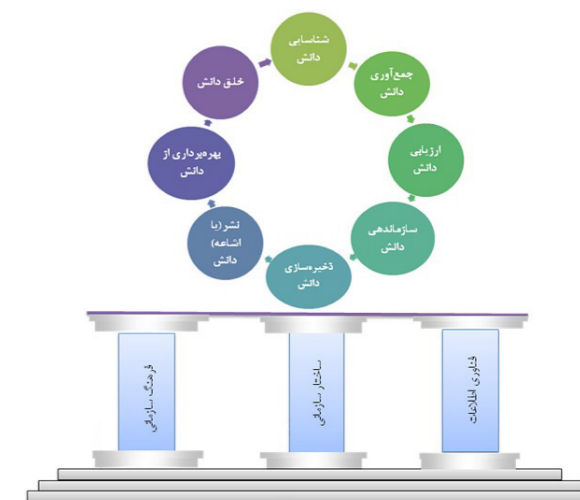 شناسایی
دانش
جمع‌آوری
دانش
ارزیابی
دانش
سازماندهی
دانش
ذخیره‌سازی
دانش
نشر (یا
اشاعه)
دانش
بهره‌برداری از
دانش
خلق دانش
فرهنگ سازمانی
ساختار سازمانی
فناوری اطلاعات